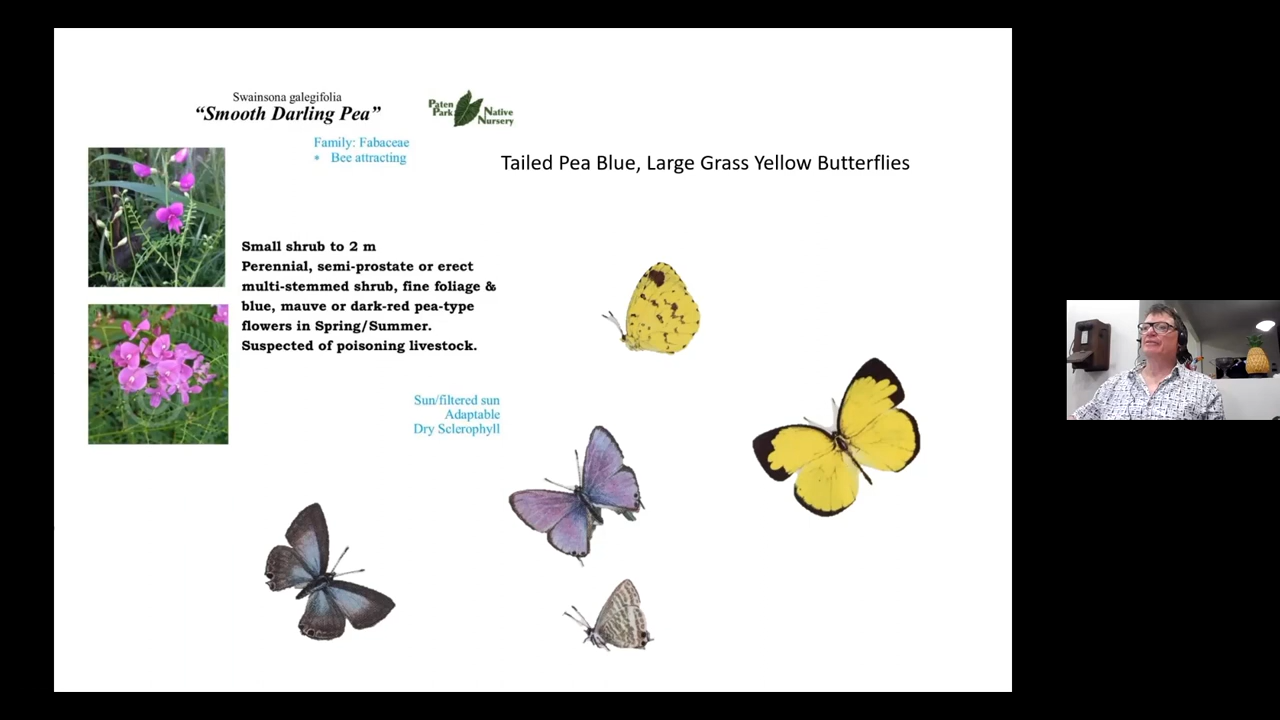 Swainsona galegifolia
“Smooth Darling Pea”
Paten
Park Native
Nursery
Family: Fabaceae
• Bee attracting
Tailed Pea Blue, Large Grass Yellow Butterflies
Small shrub to 2 m
Perennial, semi-prostate or erect
multi-stemmed shrub, fine foliage &
blue, mauve or dark-red pea-type
flowers in Spring/Summer.
Suspected of poisoning livestock.
Sun/filtered sun
Adaptable
Dry Sclerophyll